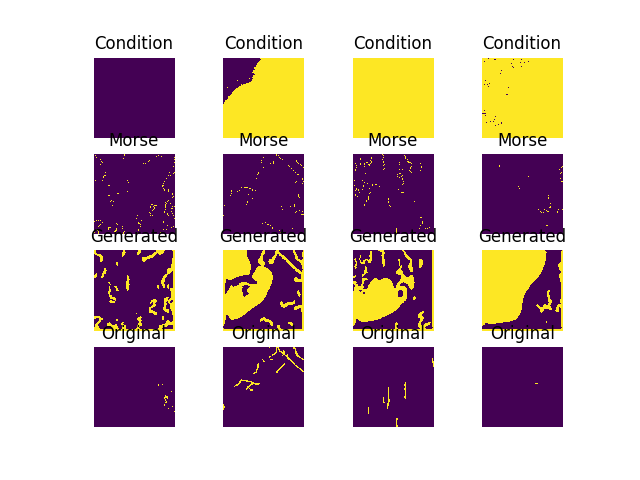 Condition Condition Condition Condition
Morse Morse Morse Morse
Generated Generated Generated Generated
Original Original Original Original